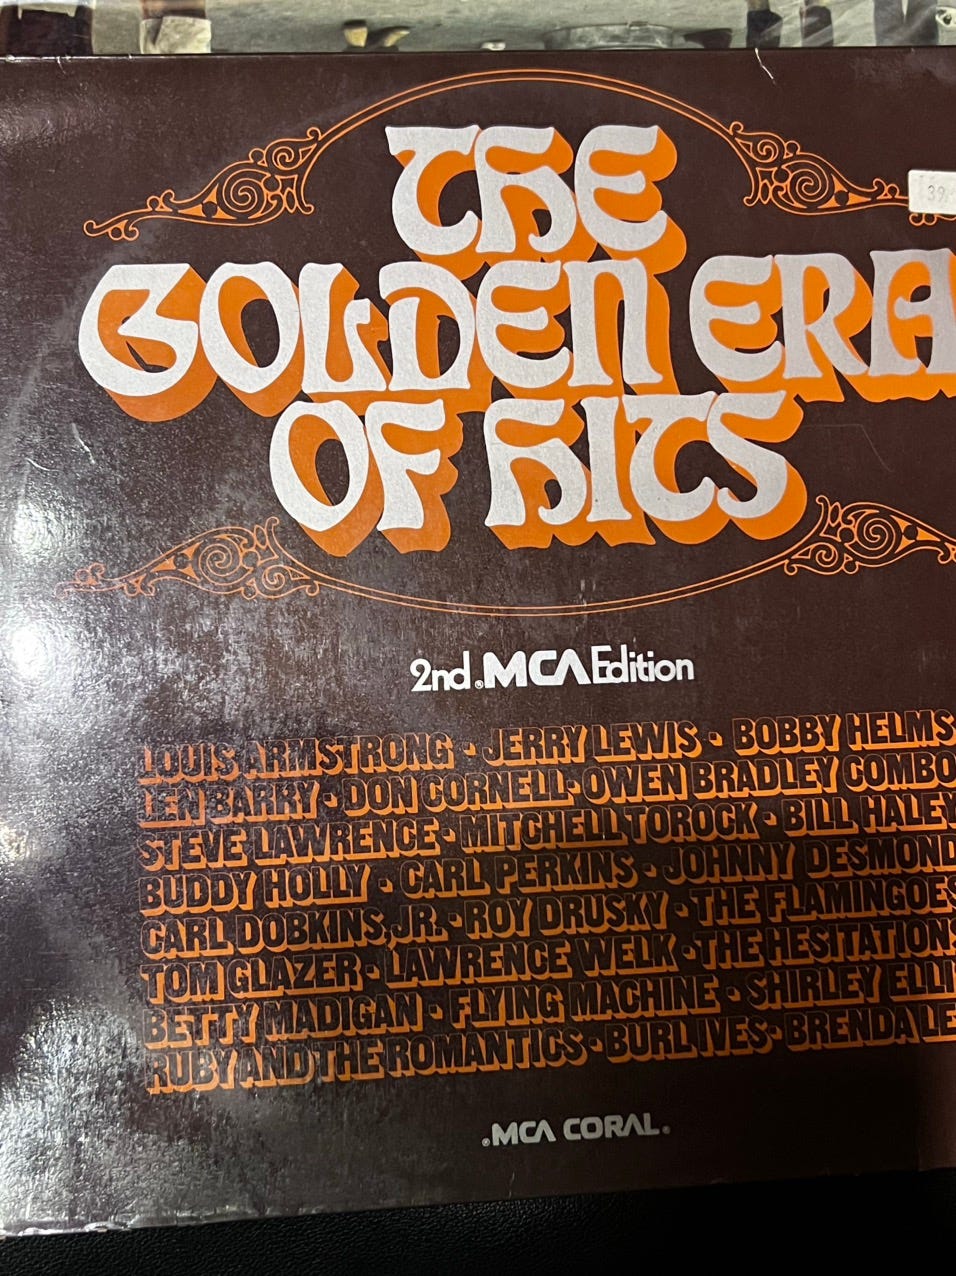 THE
GOLDEN ERA
OF HITS
39.
2nd ® MCA Edition
LOUIS ARMSTRONG • JERRY LEWIS • BOBBY HELMS
LEN BARRY • DON CORNELL • OWEN BRADLEY COMBO
STEVE LAWRENCE • MITCHELL TOROCK • BILL HALEY
BUDDY HOLLY • CARL PERKINS • JOHNNY DESMOND
CARL DOBKINS, JR. • ROY DRUSKY • THE FLAMINGOES
TOM GLAZER • LAWRENCE WELK • THE HESITATIONS
BETTY MADIGAN • FLYING MACHINE • SHIRLEY ELLI
RUBY AND THE ROMANTICS • BURL IVES • BRENDA LE
MCA CORAL